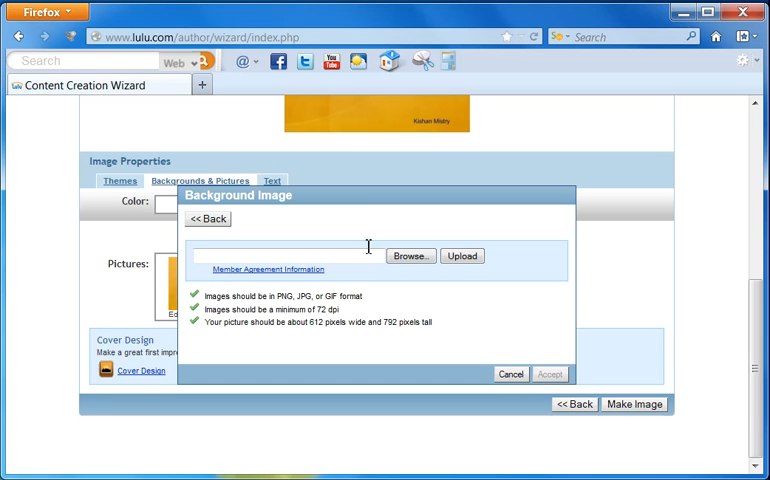 Firefox
www.lulu.com/author/wizard/index.php
Search
Search
Web
Content Creation Wizard
Kishan Mistry
Image Properties
Themes Backgrounds & Pictures Text
Background Image
Color:
<< Back
Browse... Upload
Member Agreement Information
Pictures:
Images should be in PNG, JPG, or GIF format
Images should be a minimum of 72 dpi
Your picture should be about 612 pixels wide and 792 pixels tall
Cover Design
Make a great first impre
Cover Design
Cancel Accept
<< Back Make Image